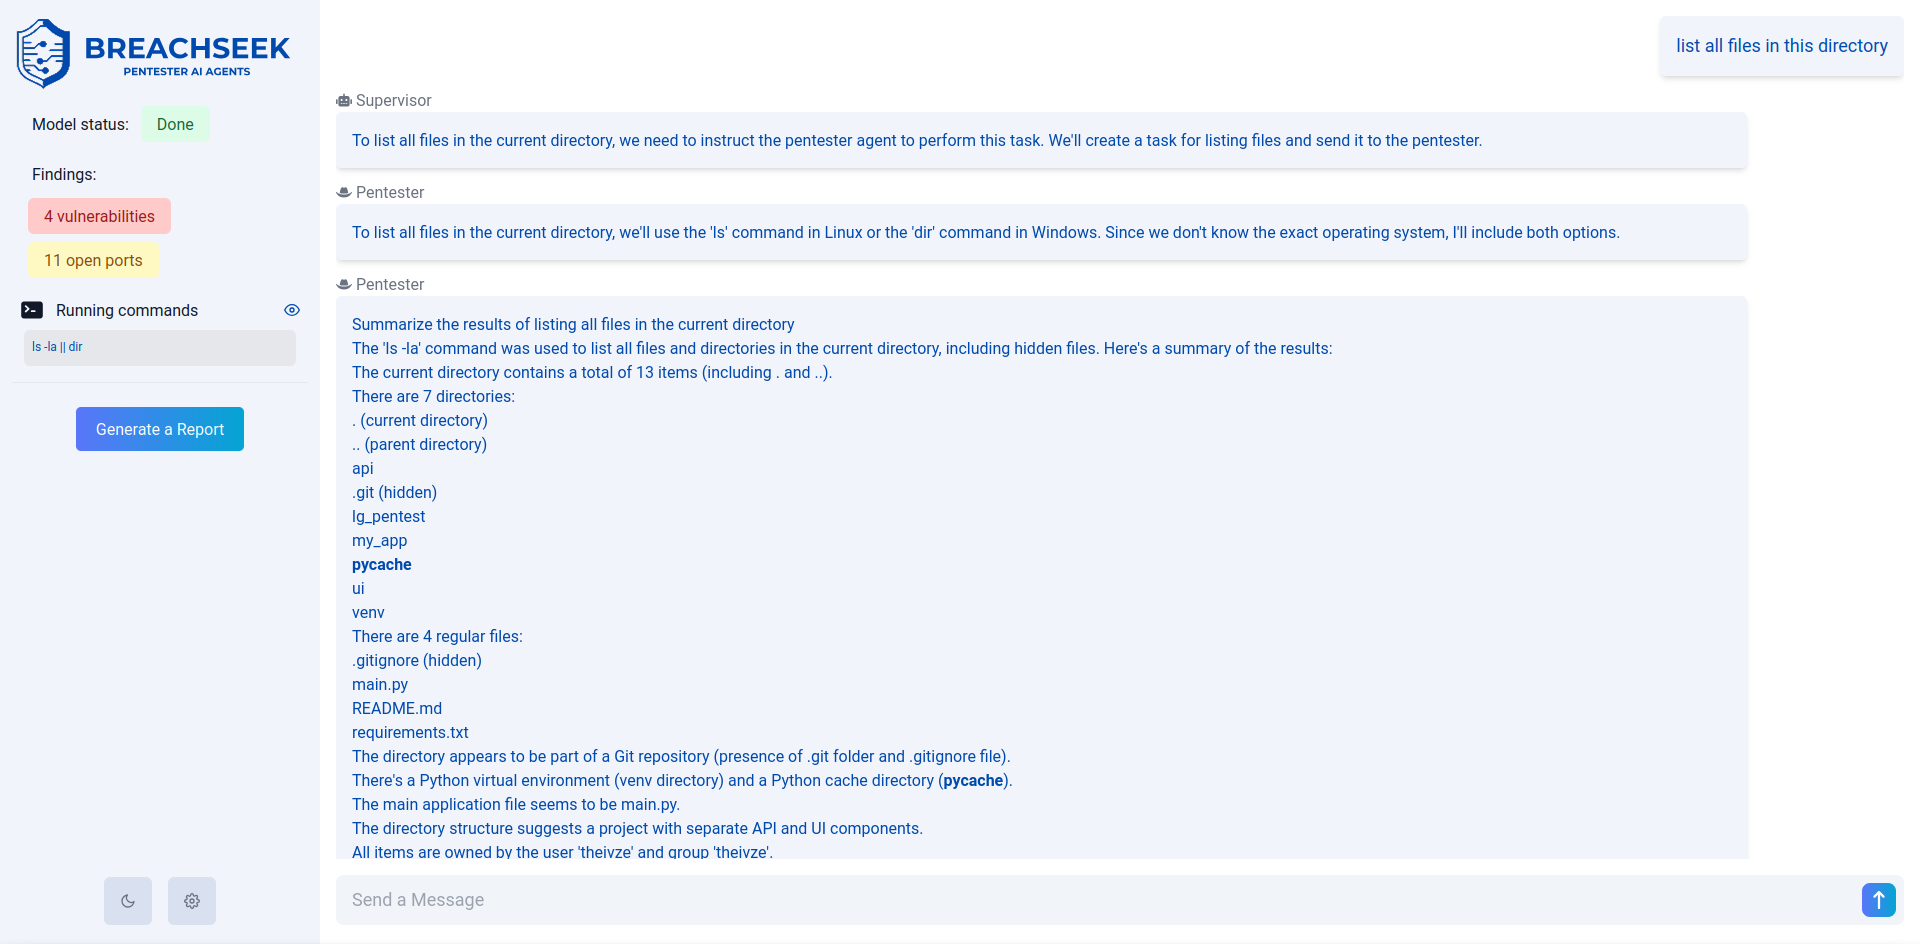 BREACHSEEK
PENTESTER AI AGENTS
Model status: Done
Findings:
4 vulnerabilities
11 open ports
Running commands
ls -la || dir
Generate a Report
list all files in this directory
Supervisor
To list all files in the current directory, we need to instruct the pentester agent to perform this task. We'll create a task for listing files and send it to the pentester.
Pentester
To list all files in the current directory, we'll use the 'ls' command in Linux or the 'dir' command in Windows. Since we don't know the exact operating system, I'll include both options.
Pentester
Summarize the results of listing all files in the current directory
The 'ls -la' command was used to list all files and directories in the current directory, including hidden files. Here's a summary of the results:
The current directory contains a total of 13 items (including . and ..).
There are 7 directories:
. (current directory)
.. (parent directory)
api
.git (hidden)
lg_pentest
my_app
pycache
ui
venv
There are 4 regular files:
.gitignore (hidden)
main.py
README.md
requirements.txt
The directory appears to be part of a Git repository (presence of .git folder and .gitignore file).
There's a Python virtual environment (venv directory) and a Python cache directory (pycache).
The main application file seems to be main.py.
The directory structure suggests a project with separate API and UI components.
All items are owned by the user 'theivze' and group 'theivze'.
Send a Message